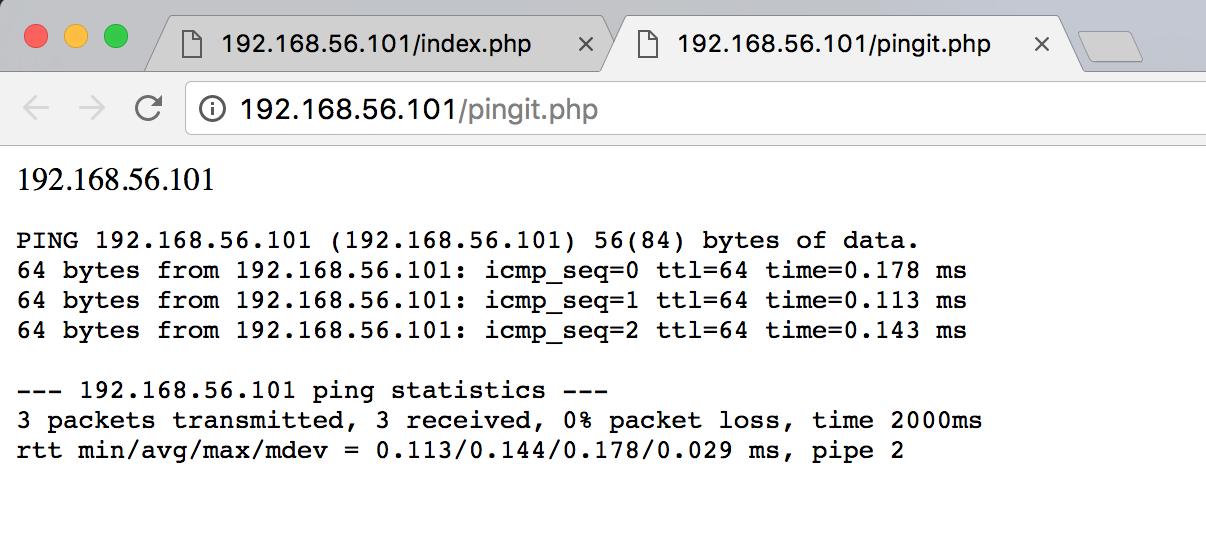 192.168.56.101/index.php
192.168.56.101/pingit.php
192.168.56.101/pingit.php
192.168.56.101
PING 192.168.56.101 (192.168.56.101) 56(84) bytes of data.
64 bytes from 192.168.56.101: icmp_seq=0 ttl=64 time=0.178 ms
64 bytes from 192.168.56.101: icmp_seq=1 ttl=64 time=0.113 ms
64 bytes from 192.168.56.101: icmp_seq=2 ttl=64 time=0.143 ms
--- 192.168.56.101 ping statistics ---
3 packets transmitted, 3 received, 0% packet loss, time 2000ms
rtt min/avg/max/mdev = 0.113/0.144/0.178/0.029 ms, pipe 2